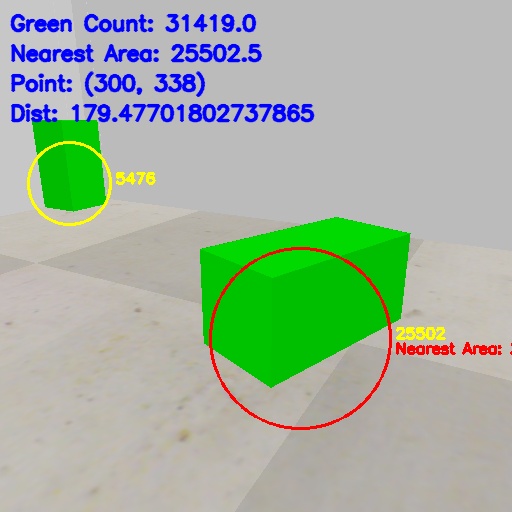 Green Count: 31419.0
Nearest Area: 25502.5
Point: (300, 338)
Dist: 179.47701802737865
5476
25502
Nearest Area: